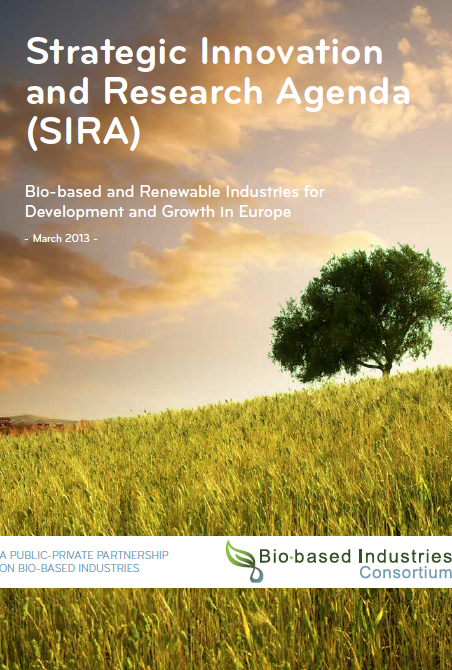 Strategic Innovation
and Research Agenda
(SIRA)
Bio-based and Renewable Industries for
Development and Growth in Europe
- March 2013 -
A PUBLIC-PRIVATE PARTNERSHIP
ON BIO-BASED INDUSTRIES
Bio·based Industries
Consortium